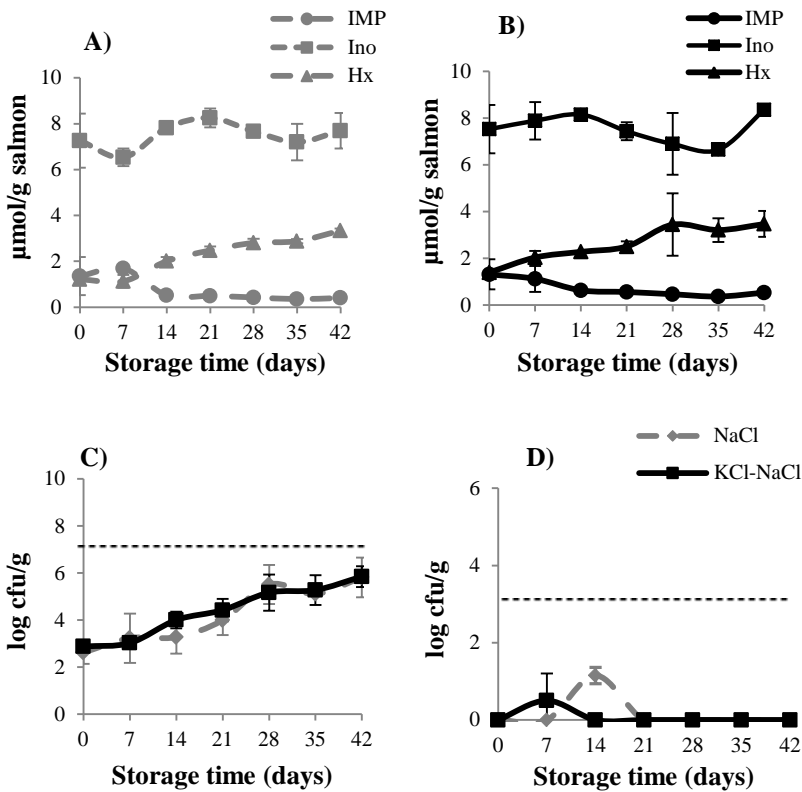 A)
IMP
Ino
Hx
10
8
6
4
2
0
µmol/g salmon
0 7 14 21 28 35 42
Storage time (days)
B)
IMP
Ino
Hx
10
8
6
4
2
0
µmol/g salmon
0 7 14 21 28 35 42
Storage time (days)
C)
10
8
6
4
2
0
log cfu/g
0 7 14 21 28 35 42
Storage time (days)
D)
NaCl
KCl-NaCl
6
4
2
0
log cfu/g
0 7 14 21 28 35 42
Storage time (days)